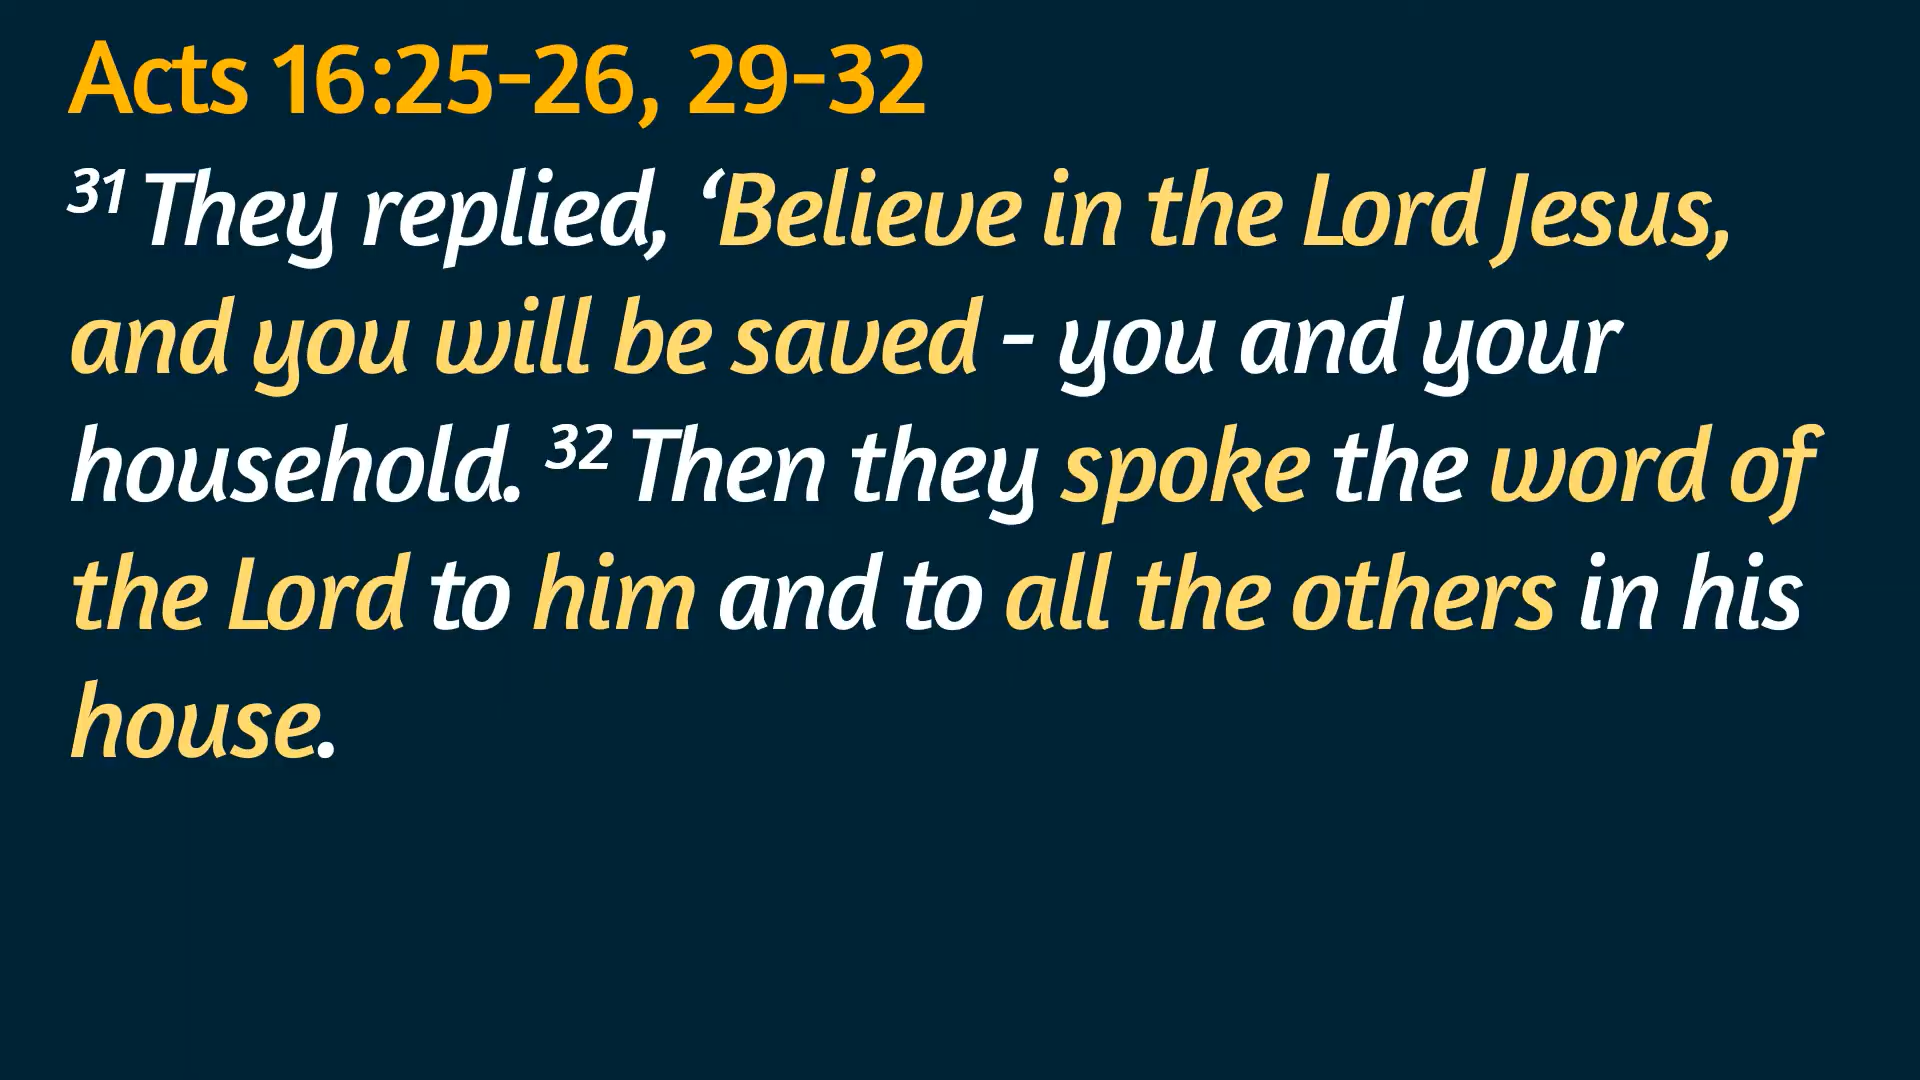 Acts 16:25-26, 29-32
31 They replied, ‘Believe in the Lord Jesus,
and you will be saved - you and your
household. 32 Then they spoke the word of
the Lord to him and to all the others in his
house.